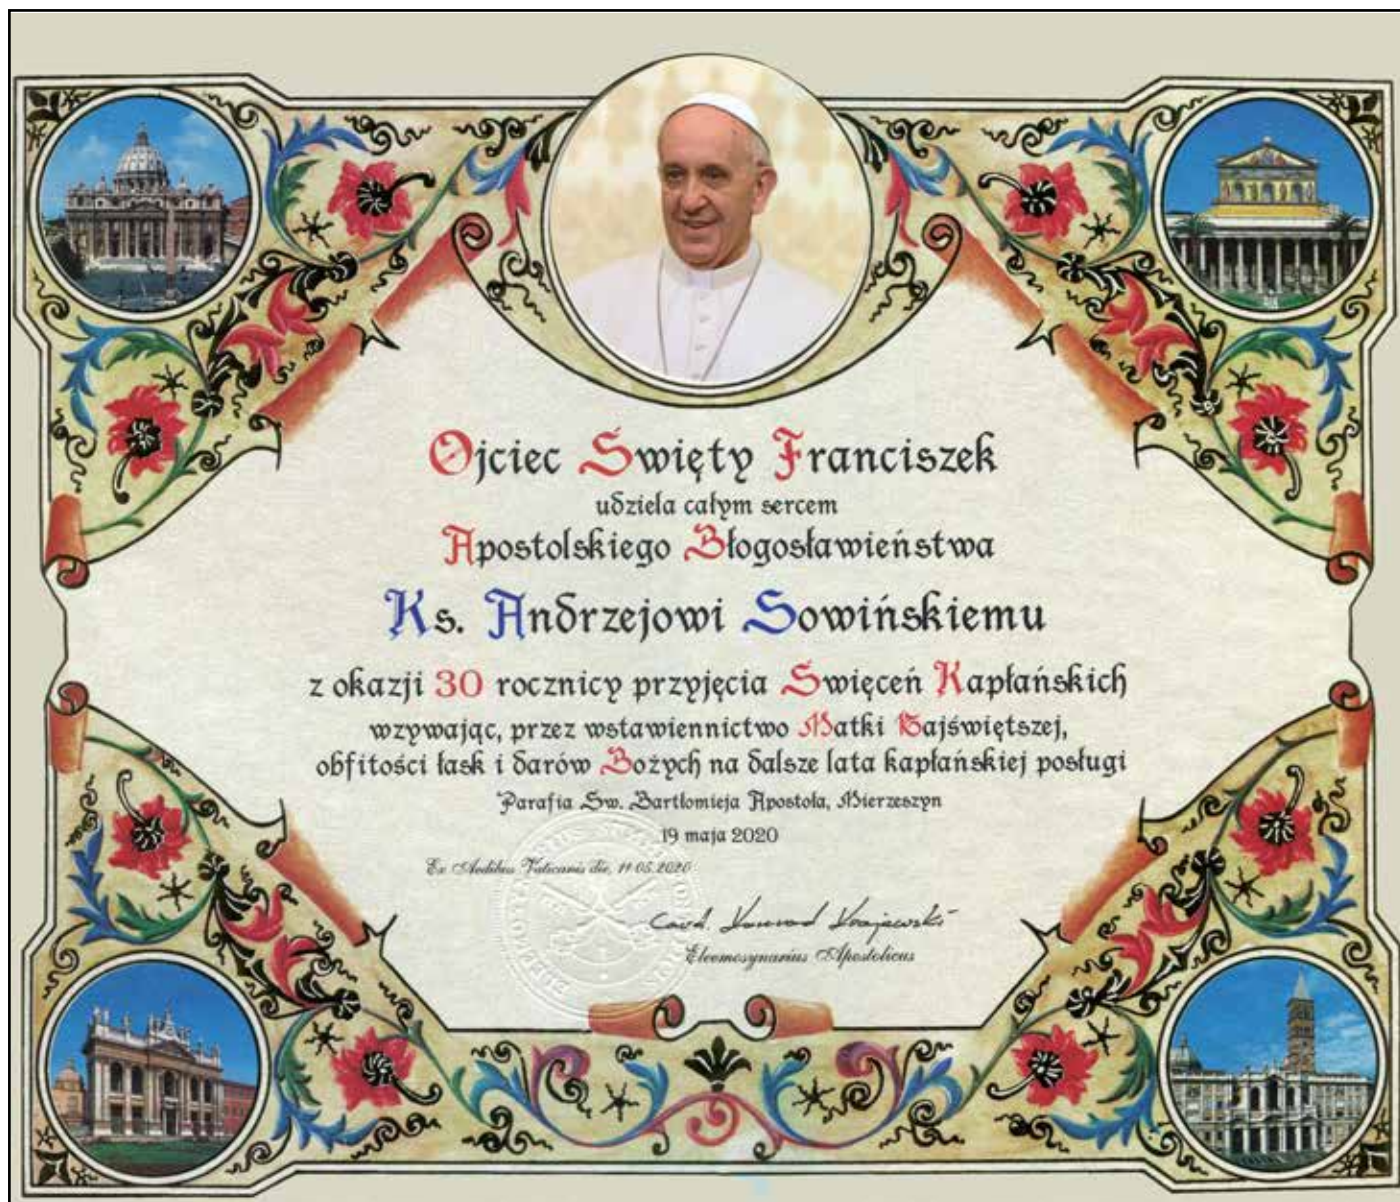 Ojciec Święty Franciszek
udziela całym sercem
Apostolskiego Błogosławieństwa
Ks. Andrzejowi Sowińskiemu
z okazji 30 rocznicy przyjęcia Święceń Kapłańskich
wzywając, przez wstawiennictwo Matki Najświętszej,
obfitości łask i darów Bożych na dalsze lata kapłańskiej posługi
Parafia Św. Bartłomieja Apostoła, Mierzeszyn
19 maja 2020
Ex Aedibus Vaticanis die, 11-05-2020
Card. Konrad Krajewski
Eleemosynarius Apostolicus